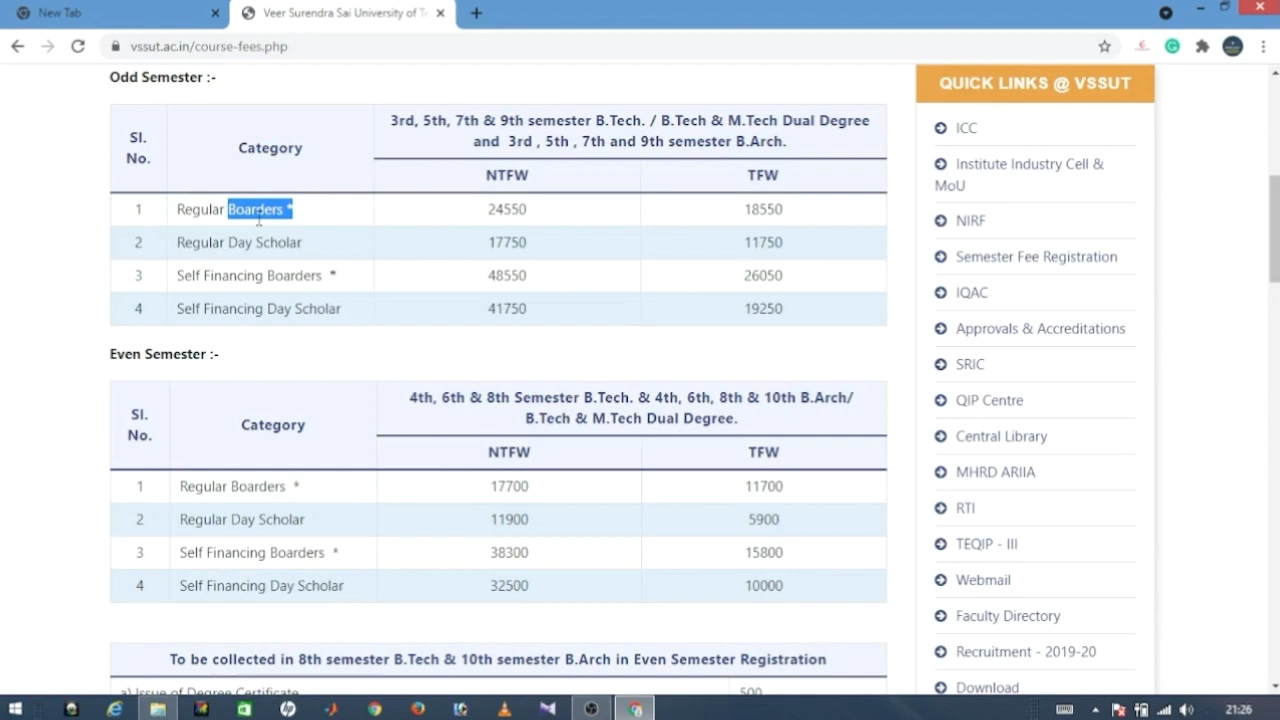 New Tab
Veer Surendra Sai University of Te
vssut.ac.in/course-fees.php
Odd Semester :-
Sl. No.
Category
3rd, 5th, 7th & 9th semester B.Tech. / B.Tech & M.Tech Dual Degree
and 3rd , 5th , 7th and 9th semester B.Arch.
NTFW TFW
1 Regular Boarders * 24550 18550
2 Regular Day Scholar 17750 11750
3 Self Financing Boarders * 48550 26050
4 Self Financing Day Scholar 41750 19250
Even Semester :-
Sl. No.
Category
4th, 6th & 8th Semester B.Tech. & 4th, 6th, 8th & 10th B.Arch/
B.Tech & M.Tech Dual Degree.
NTFW TFW
1 Regular Boarders * 17700 11700
2 Regular Day Scholar 11900 5900
3 Self Financing Boarders * 38300 15800
4 Self Financing Day Scholar 32500 10000
To be collected in 8th semester B.Tech & 10th semester B.Arch in Even Semester Registration
a) Issue of Degree Certificate 500
QUICK LINKS @ VSSUT
ICC
Institute Industry Cell &
MoU
NIRF
Semester Fee Registration
IQAC
Approvals & Accreditations
SRIC
QIP Centre
Central Library
MHRD ARIIA
RTI
TEQIP - III
Webmail
Faculty Directory
Recruitment - 2019-20
Download
21:26